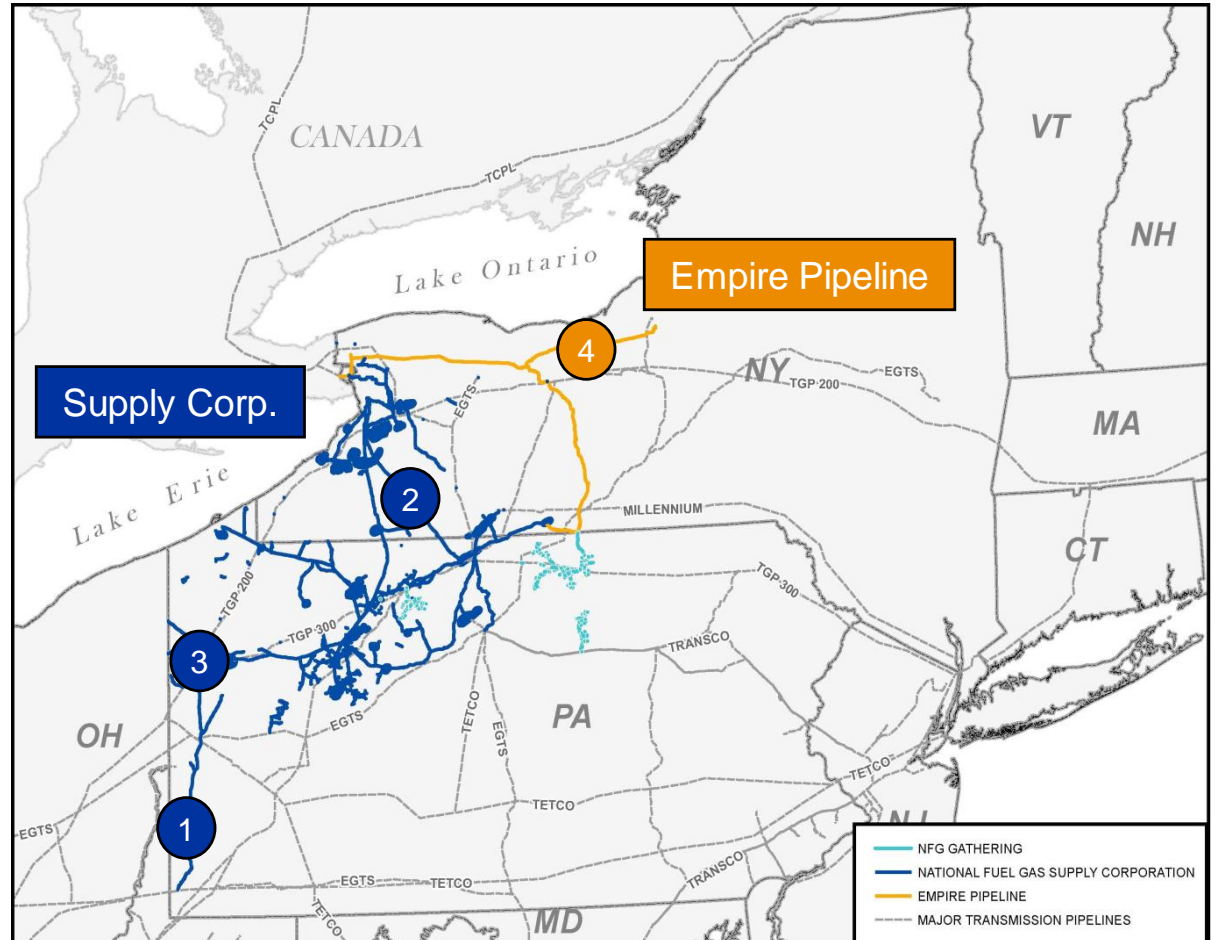 TCPL
CANADA
TCPL
VT
NH
Lake Ontario
Empire Pipeline
4
NY
EGTS
TGP 200
EGTS
Supply Corp.
MA
Lake Erie
2
MILLENNIUM
CT
TGP 200
TGP 300
TGP 300
TRANSCO
3
EGTS
TETCO
EGTS
PA
OH
TETCO
TETCO
1
EGTS
NJ
TRANSCO
EGTS
TETCO
TETCO
MD
NFG GATHERING
NATIONAL FUEL GAS SUPPLY CORPORATION
EMPIRE PIPELINE
MAJOR TRANSMISSION PIPELINES